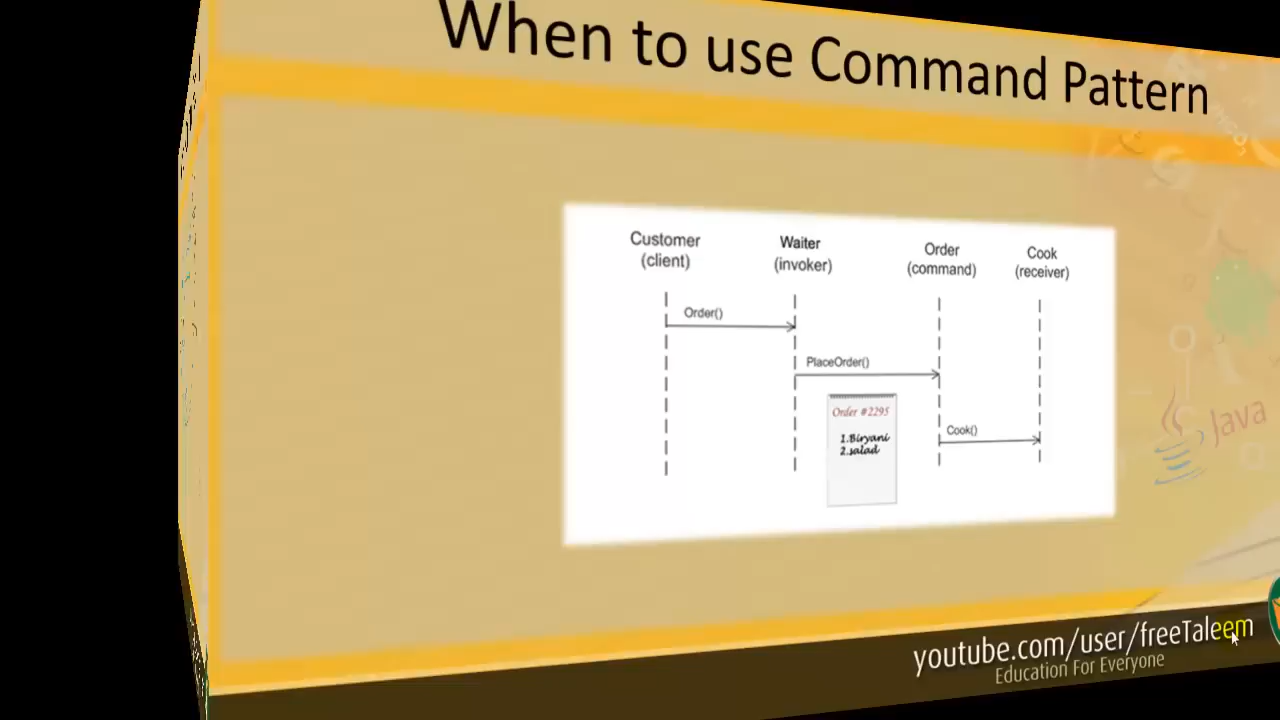 When to use Command Pattern
Customer
(client)
Waiter
(invoker)
Order
(command)
Cook
(receiver)
Order()
PlaceOrder()
Order #2295
1.Biryani
2.salad
Cook()
Java
youtube.com/user/freeTaleem
Education For Everyone